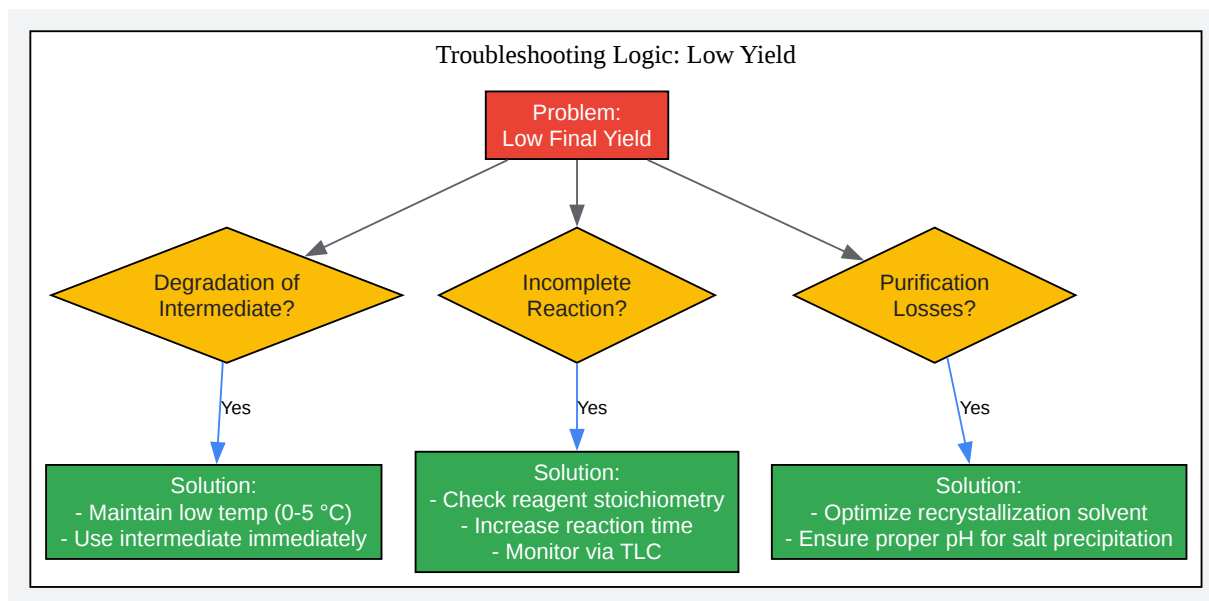 Troubleshooting Logic: Low Yield
Problem:
Low Final Yield
Degradation of
Intermediate?
Incomplete
Reaction?
Purification
Losses?
Yes
Yes
Yes
Solution:
- Maintain low temp (0-5 °C)
- Use intermediate immediately
Solution:
- Check reagent stoichiometry
- Increase reaction time
- Monitor via TLC
Solution:
- Optimize recrystallization solvent
- Ensure proper pH for salt precipitation